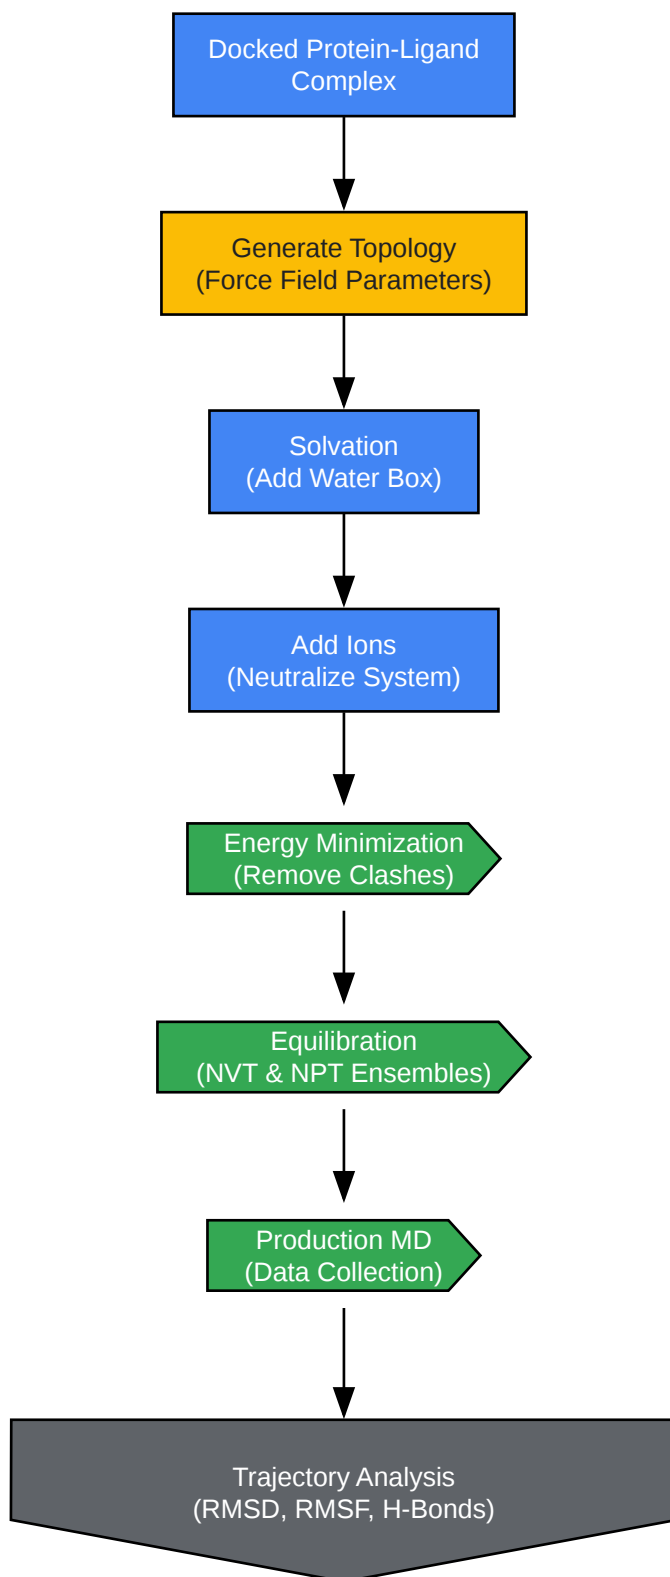 Docked Protein-Ligand
Complex
Generate Topology
(Force Field Parameters)
Solvation
(Add Water Box)
Add Ions
(Neutralize System)
Energy Minimization
(Remove Clashes)
Equilibration
(NVT & NPT Ensembles)
Production MD
(Data Collection)
Trajectory Analysis
(RMSD, RMSF, H-Bonds)